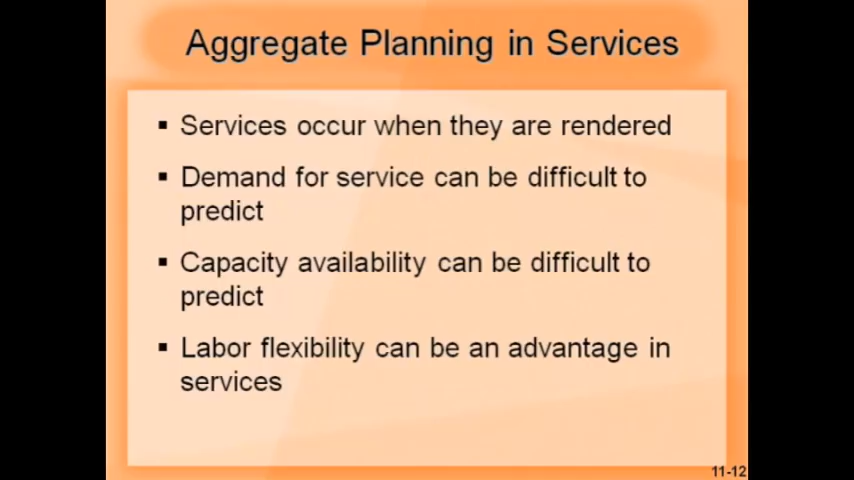 Aggregate Planning in Services
▪ Services occur when they are rendered
▪ Demand for service can be difficult to
predict
▪ Capacity availability can be difficult to
predict
▪ Labor flexibility can be an advantage in
services
11-12